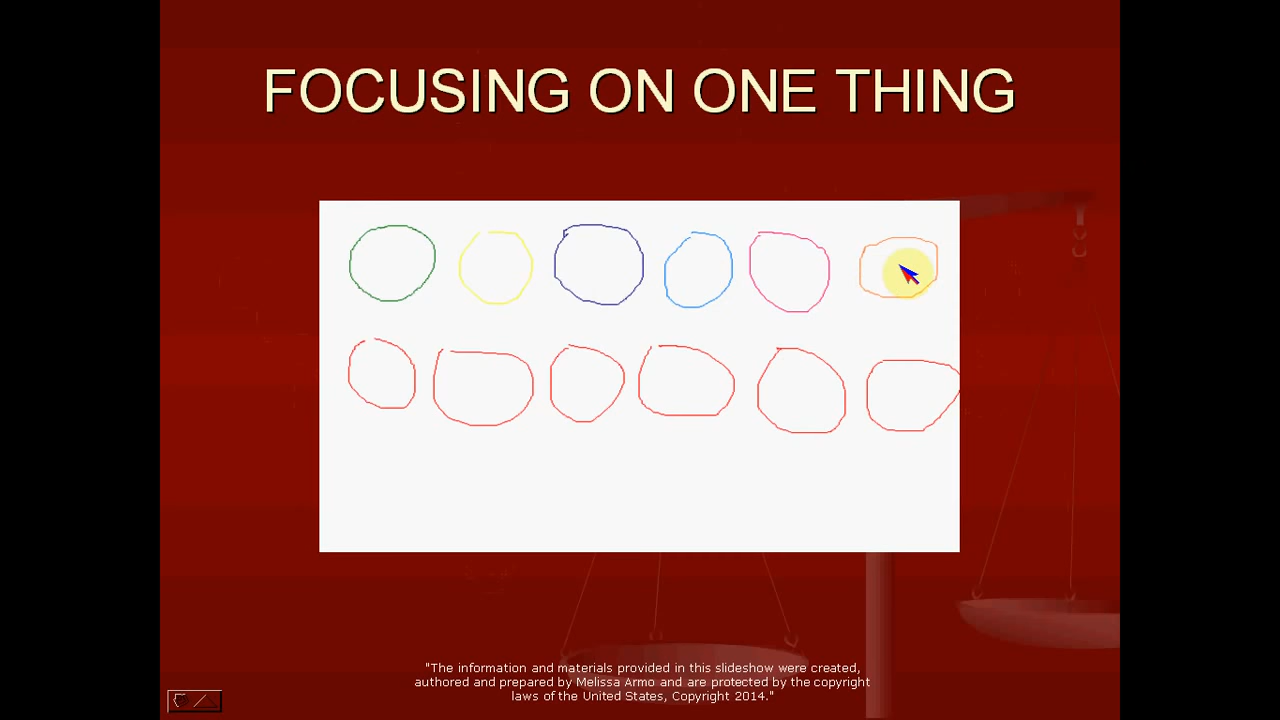 FOCUSING ON ONE THING
"The information and materials provided in this slideshow were created,
authored and prepared by Melissa Armo and are protected by the copyright
laws of the United States, Copyright 2014."